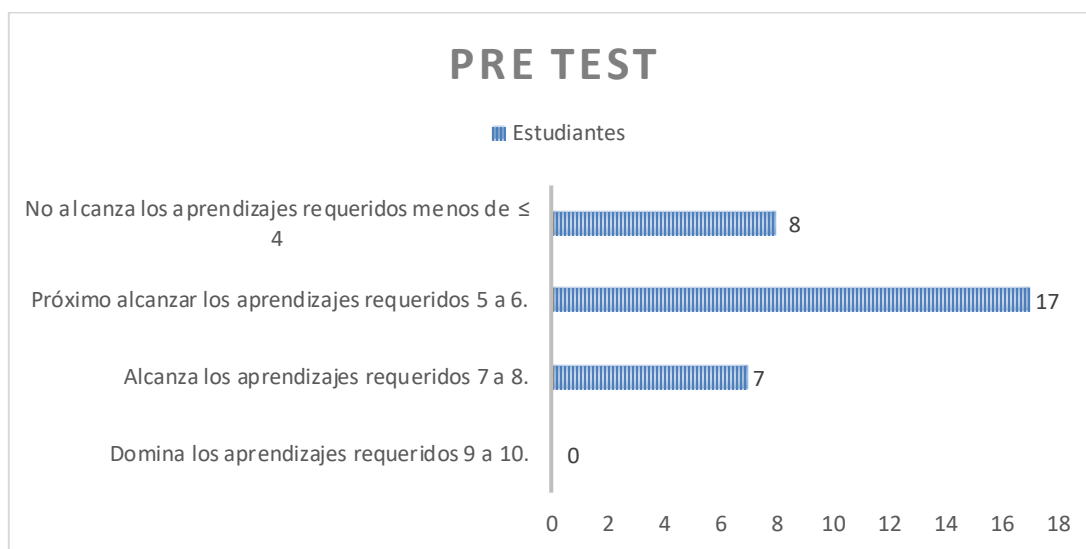 PRE TEST
Estudiantes
No alcanza los aprendizajes requeridos menos de ≤
4
8
Próximo alcanzar los aprendizajes requeridos 5 a 6.
17
Alcanza los aprendizajes requeridos 7 a 8.
7
Domina los aprendizajes requeridos 9 a 10.
0
0 2 4 6 8 10 12 14 16 18